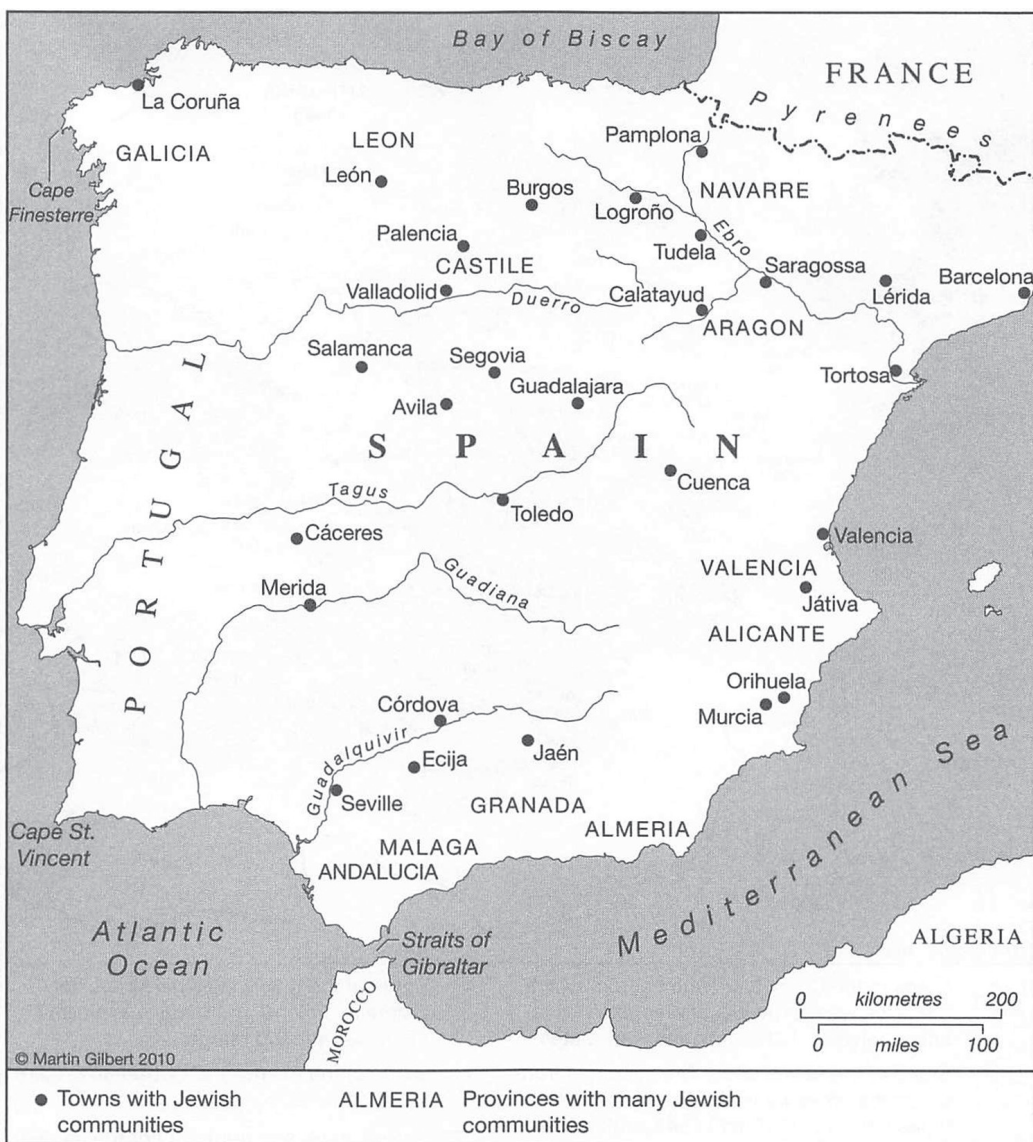 Bay of Biscay
FRANCE
Pyrenees
La Coruña
GALICIA
LEON
León
Pamplona
NAVARRE
Burgos
Logroño
Cape
Finesterre
Palencia
CASTILE
Tudela
Ebro
Saragossa
Barcelona
Valladolid
Duerro
Calatayud
Lérida
ARAGON
Salamanca
Segovia
Guadalajara
Tortosa
Avila
SPAIN
PORTUGAL
Cuenca
Tagus
Toledo
Cáceres
Valencia
Merida
Guadiana
VALENCIA
Játiva
ALICANTE
Orihuela
Murcia
Córdova
Guadalquivir
Ecija
Jaén
Seville
GRANADA
ALMERIA
MALAGA
ANDALUCIA
Cape St.
Vincent
Mediterranean Sea
Atlantic
Ocean
Straits of
Gibraltar
ALGERIA
MOROCCO
0 kilometres 200
0 miles 100
© Martin Gilbert 2010
Towns with Jewish
communities
ALMERIA Provinces with many Jewish
communities